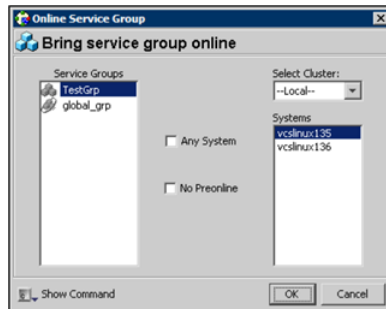 Online Service Group
Bring service group online
Service Groups
TestGrp
global_grp
Any System
No Preonline
Select Cluster:
--Local--
Systems
vcslinux135
vcslinux136
Show Command
OK
Cancel